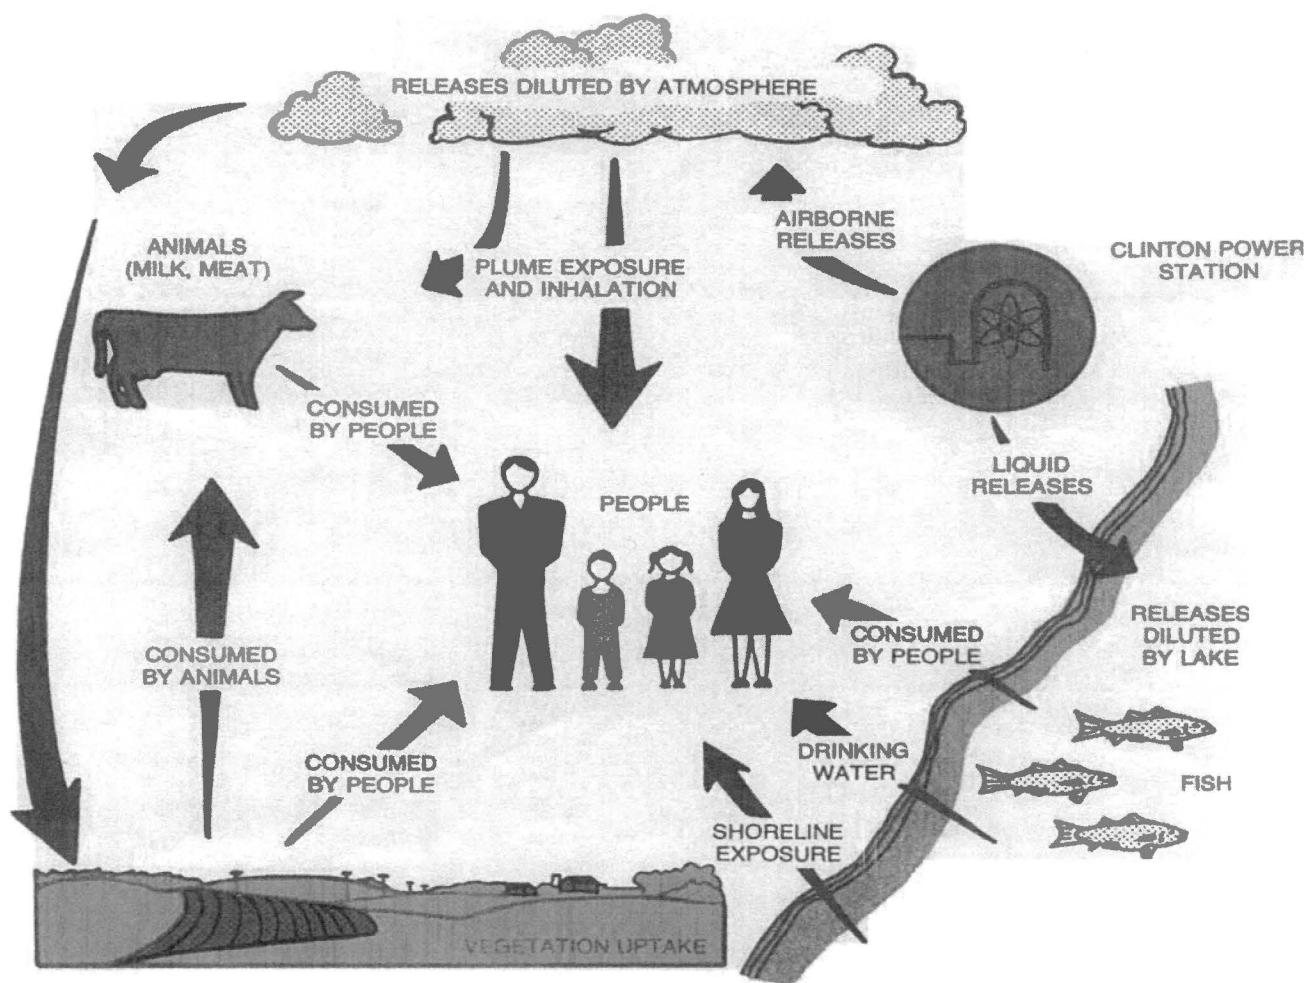 RELEASES DILUTED BY ATMOSPHERE
AIRBORNE
RELEASES
CLINTON POWER
STATION
ANIMALS
(MILK, MEAT)
PLUME EXPOSURE
AND INHALATION
CONSUMED
BY PEOPLE
LIQUID
RELEASES
PEOPLE
RELEASES
DILUTED
BY LAKE
CONSUMED
BY PEOPLE
CONSUMED
BY ANIMALS
CONSUMED
BY PEOPLE
DRINKING
WATER
FISH
SHORELINE
EXPOSURE
VEGETATION UPTAKE